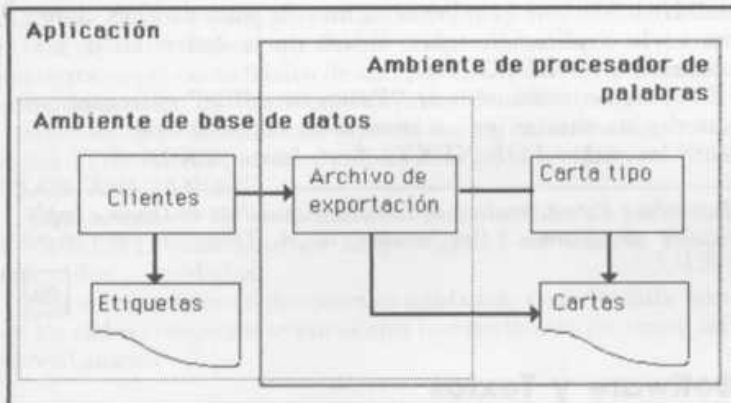 Aplicación
Ambiente de procesador de
palabras
Ambiente de base de datos
Clientes
Archivo de
exportación
Carta tipo
Etiquetas
Cartas